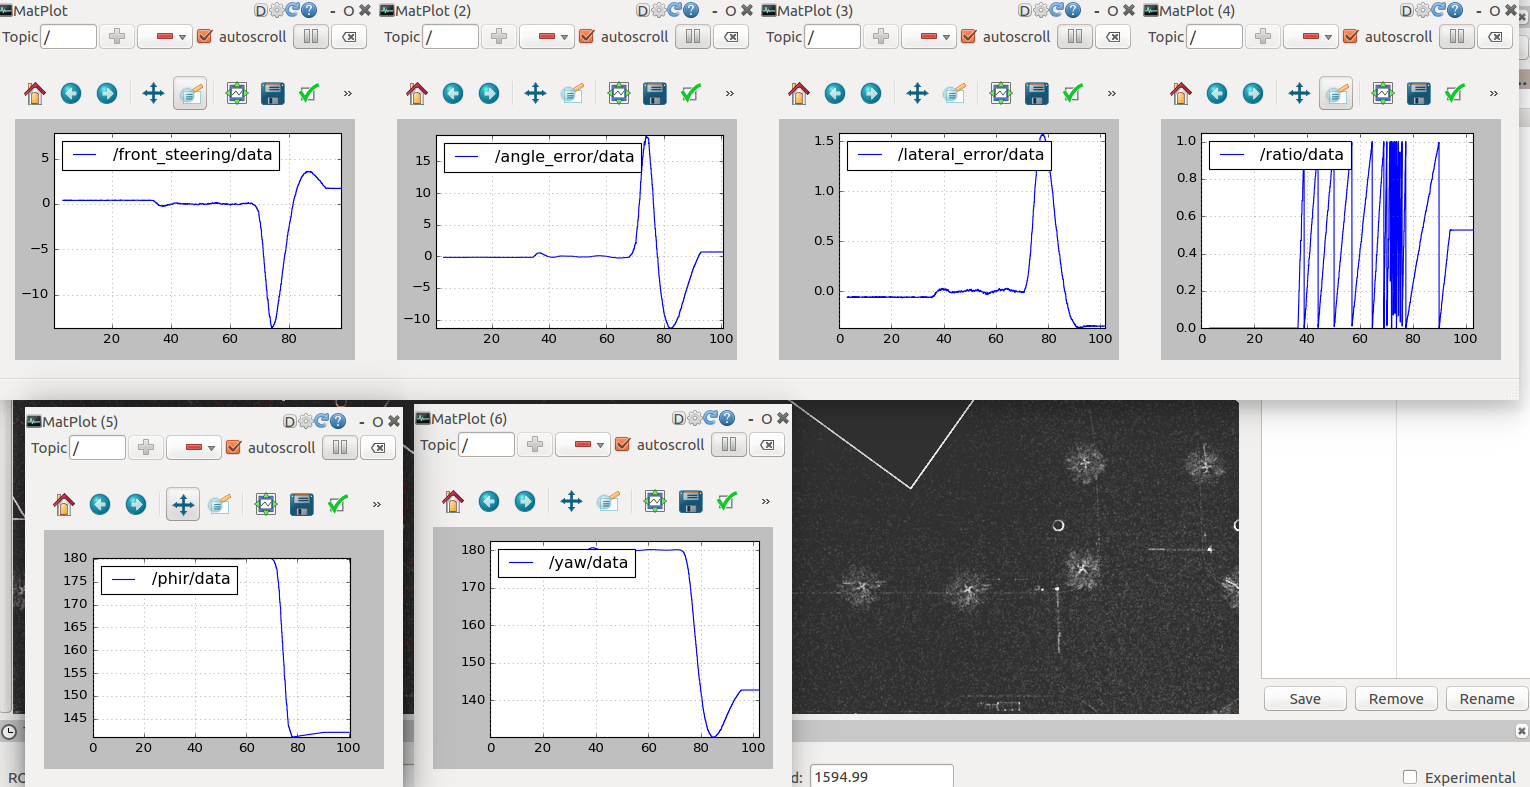 MatPlot D ? - O
MatPlot (2) D ? - O
MatPlot (3) D ? - O
MatPlot (4) D ? - O
Topic / autoscroll
Topic / autoscroll
Topic / autoscroll
Topic / autoscroll
»
»
»
»
/front_steering/data
5
0
−5
−10
20 40 60 80
/angle_error/data
15
10
5
0
−5
−10
20 40 60 80 100
/lateral_error/data
1.5
1.0
0.5
0.0
20 40 60 80 100
/ratio/data
1.0
0.8
0.6
0.4
0.2
0.0
20 40 60 80 100
MatPlot (5) D ? - O
Topic / autoscroll
»
/phir/data
180
175
170
165
160
155
150
145
0 20 40 60 80 100
MatPlot (6) D ? - O
Topic / autoscroll
»
/yaw/data
180
170
160
150
140
0 20 40 60 80 100
Save Remove Rename
d: 1594.99
Experimental